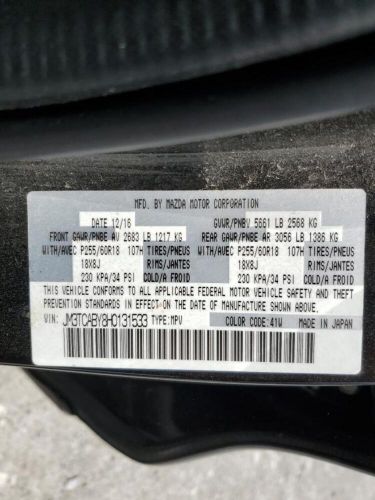 MFD. BY MAZDA MOTOR CORPORATION
DATE 12/16 GVWR/PNBV 5661 LB 2568 KG
FRONT GAWR/PNBE AV 2683 LB 1217 KG REAR GAWR/PNBE AR 3056 LB 1386 KG
WITH/AVEC P255/60R18 107H TIRES/PNEUS WITH/AVEC P255/60R18 107H TIRES/PNEUS
18X8J RIMS/JANTES 18X8J RIMS/JANTES
230 KPA/34 PSI COLD/A FROID 230 KPA/34 PSI COLD/A FROID
THIS VEHICLE CONFORMS TO ALL APPLICABLE FEDERAL MOTOR VEHICLE SAFETY AND
THEFT PREVENTION STANDARDS IN EFFECT ON THE
DATE OF MANUFACTURE SHOWN ABOVE.
VIN: JM3TCABY8H0131533 TYPE: MPV COLOR CODE: 41W MADE IN JAPAN